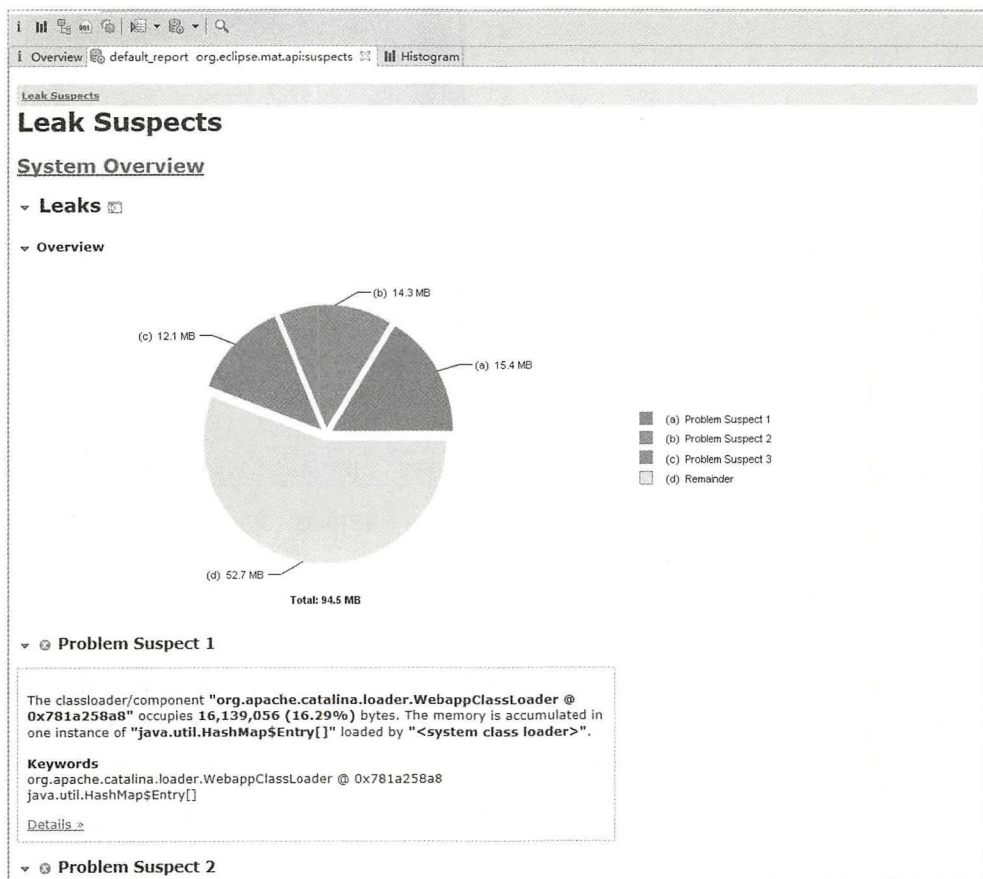 i Overview default_report org.eclipse.mat.api:suspects Histogram
Leak Suspects
Leak Suspects
System Overview
Leaks
Overview
(b) 14.3 MB
(c) 12.1 MB
(a) 15.4 MB
(a) Problem Suspect 1
(b) Problem Suspect 2
(c) Problem Suspect 3
(d) Remainder
(d) 52.7 MB
Total: 94.5 MB
Problem Suspect 1
The classloader/component "org.apache.catalina.loader.WebappClassLoader @
0x781a258a8" occupies 16,139,056 (16.29%) bytes. The memory is accumulated in
one instance of "java.util.HashMap$Entry[]" loaded by "<system class loader>".
Keywords
org.apache.catalina.loader.WebappClassLoader @ 0x781a258a8
java.util.HashMap$Entry[]
Details »
Problem Suspect 2